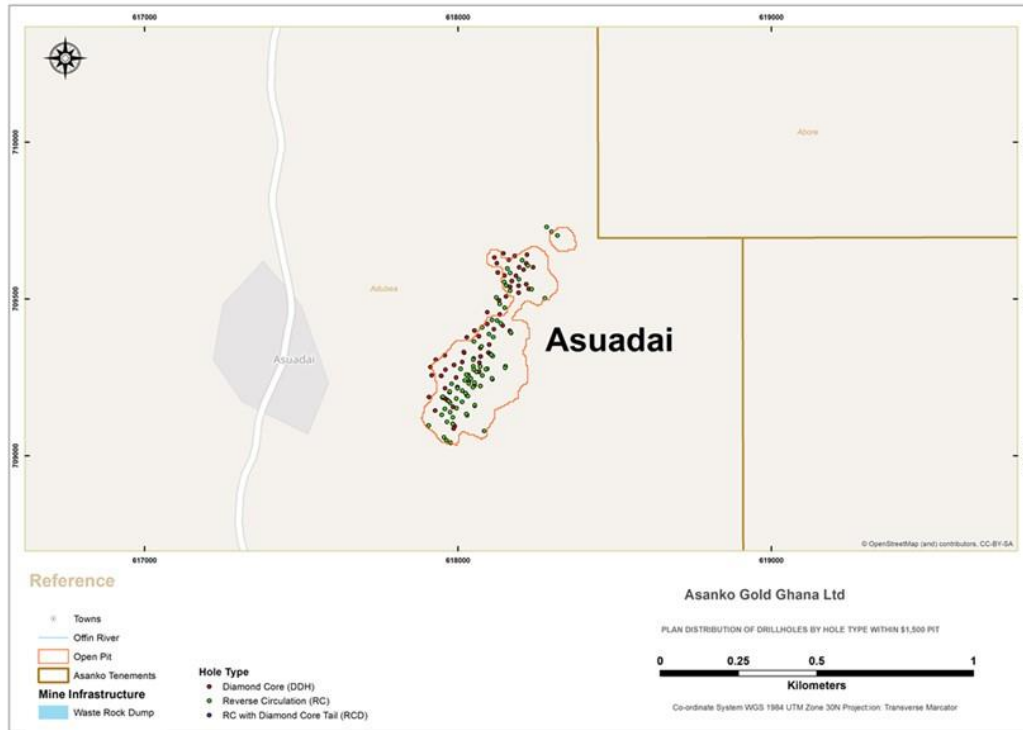 617000
618000
619000
710000
Abore
709500
Adubea
Asuadai
Asuadai
709000
© OpenStreetMap (and) contributors, CC-BY-SA
617000
618000
619000
Reference
Towns
Offin River
Open Pit
Asanko Tenements
Mine Infrastructure
Waste Rock Dump
Hole Type
Diamond Core (DDH)
Reverse Circulation (RC)
RC with Diamond Core Tail (RCD)
Asanko Gold Ghana Ltd
PLAN DISTRIBUTION OF DRILLHOLES BY HOLE TYPE WITHIN $1,500 PIT
0 0.25 0.5 1
Kilometers
Co-ordinate System WGS 1984 UTM Zone 30N Projection: Transverse Marcator